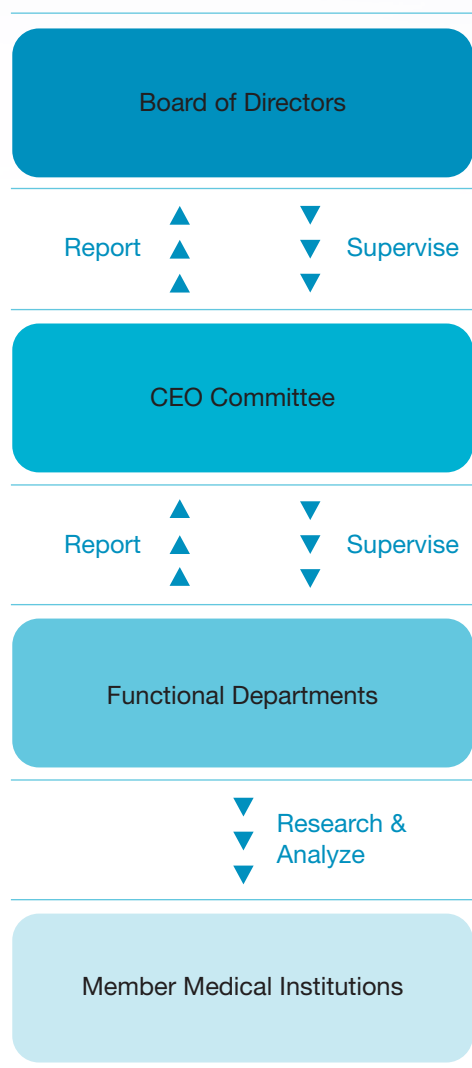 Board of Directors
Report
Supervise
CEO Committee
Report
Supervise
Functional Departments
Research &
Analyze
Member Medical Institutions